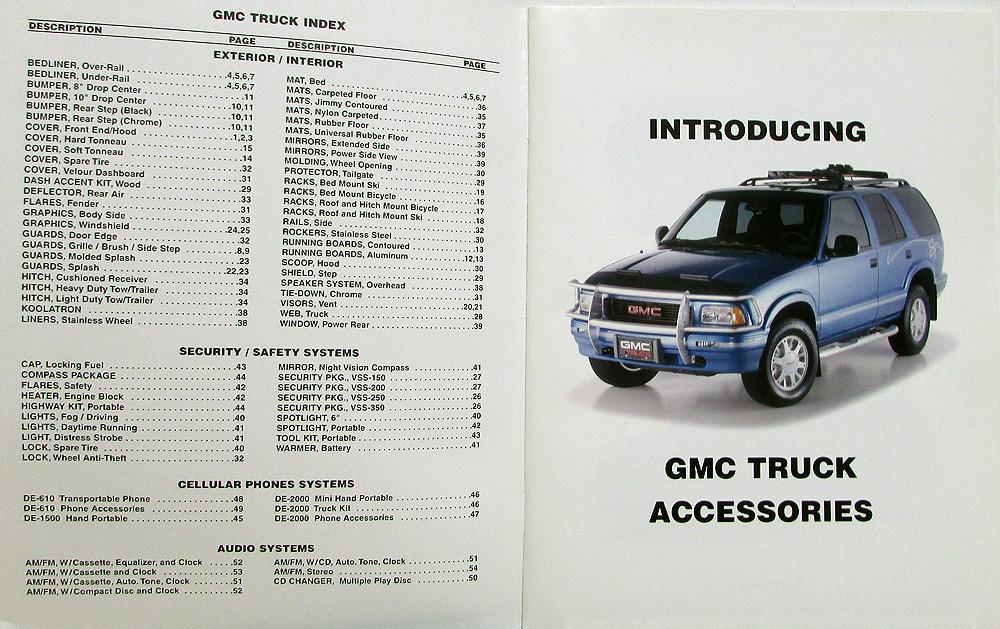 GMC TRUCK INDEX
DESCRIPTION PAGE DESCRIPTION PAGE
EXTERIOR / INTERIOR
BEDLINER, Over-Rail . . . . . 4,5,6,7
BEDLINER, Under-Rail . . . . . 4,5,6,7
BUMPER, 8" Drop Center . . . . . 11
BUMPER, 10" Drop Center . . . . . 10,11
BUMPER, Rear Step (Black) . . . . . 10,11
BUMPER, Rear Step (Chrome) . . . . . 10,11
COVER, Front End/Hood . . . . . 1,2,3
COVER, Hard Tonneau . . . . . 15
COVER, Soft Tonneau . . . . . 14
COVER, Spare Tire . . . . . 32
COVER, Velour Dashboard . . . . . 31
DASH ACCENT KIT, Wood . . . . . 29
DEFLECTOR, Rear Air . . . . . 33
FLARES, Fender . . . . . 31
GRAPHICS, Body Side . . . . . 33
GRAPHICS, Windshield . . . . . 24,25
GUARDS, Door Edge . . . . . 32
GUARDS, Grille / Brush / Side Step . . . . . 8,9
GUARDS, Molded Splash . . . . . 23
GUARDS, Splash . . . . . 22,23
HITCH, Cushioned Receiver . . . . . 34
HITCH, Heavy Duty Tow/Trailer . . . . . 34
HITCH, Light Duty Tow/Trailer . . . . . 34
KOOLATRON . . . . . 38
LINERS, Stainless Wheel . . . . . 38
MAT, Bed . . . . . 4,5,6,7
MATS, Carpeted Floor . . . . . 36
MATS, Jimmy Contoured . . . . . 35
MATS, Nylon Carpeted . . . . . 37
MATS, Rubber Floor . . . . . 35
MATS, Universal Rubber Floor . . . . . 36
MIRRORS, Extended Side . . . . . 39
MIRRORS, Power Side View . . . . . 39
MOLDING, Wheel Opening . . . . . 30
PROTECTOR, Tailgate . . . . . 29
RACKS, Bed Mount Ski . . . . . 19
RACKS, Bed Mount Bicycle . . . . . 16
RACKS, Roof and Hitch Mount Bicycle . . . . . 17
RACKS, Roof and Hitch Mount Ski . . . . . 18
RAILS, Side . . . . . 32
ROCKERS, Stainless Steel . . . . . 30
RUNNING BOARDS, Contoured . . . . . 13
RUNNING BOARDS, Aluminum . . . . . 12,13
SCOOP, Hood . . . . . 30
SHIELD, Step . . . . . 29
SPEAKER SYSTEM, Overhead . . . . . 38
TIE-DOWN, Chrome . . . . . 31
VISORS, Vent . . . . . 20,21
WEB, Truck . . . . . 28
WINDOW, Power Rear . . . . . 39
SECURITY / SAFETY SYSTEMS
CAP, Locking Fuel . . . . . 43
COMPASS PACKAGE . . . . . 44
FLARES, Safety . . . . . 42
HEATER, Engine Block . . . . . 42
HIGHWAY KIT, Portable . . . . . 44
LIGHTS, Fog / Driving . . . . . 40
LIGHTS, Daytime Running . . . . . 41
LIGHT, Distress Strobe . . . . . 41
LOCK, Spare Tire . . . . . 40
LOCK, Wheel Anti-Theft . . . . . 32
MIRROR, Night Vision Compass . . . . . 41
SECURITY PKG., VSS-150 . . . . . 27
SECURITY PKG., VSS-200 . . . . . 27
SECURITY PKG., VSS-250 . . . . . 26
SECURITY PKG., VSS-350 . . . . . 26
SPOTLIGHT, 6" . . . . . 40
SPOTLIGHT, Portable . . . . . 42
TOOL KIT, Portable . . . . . 43
WARMER, Battery . . . . . 41
CELLULAR PHONES SYSTEMS
DE-610 Transportable Phone . . . . . 48
DE-610 Phone Accessories . . . . . 49
DE-1500 Hand Portable . . . . . 45
DE-2000 Mini Hand Portable . . . . . 46
DE-2000 Truck Kit . . . . . 46
DE-2000 Phone Accessories . . . . . 47
AUDIO SYSTEMS
AM/FM, W/Cassette, Equalizer, and Clock . . . . . 52
AM/FM, W/Cassette and Clock . . . . . 53
AM/FM, W/Cassette, Auto. Tone, Clock . . . . . 51
AM/FM, W/Compact Disc and Clock . . . . . 52
AM/FM, W/CD, Auto. Tone, Clock . . . . . 51
AM/FM, Stereo . . . . . 54
CD CHANGER, Multiple Play Disc . . . . . 50
INTRODUCING
GMC
GMC
TRUCK
GMC TRUCK
ACCESSORIES